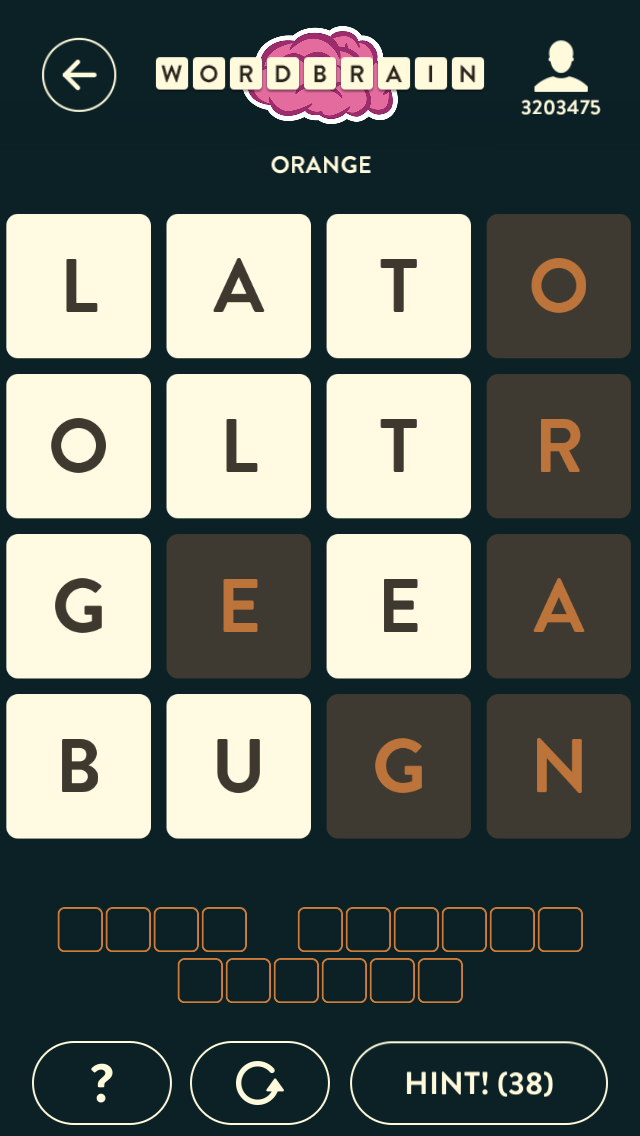 WORDBRAIN
3203475
ORANGE
L A T O
O L T R
G E E A
B U G N
? HINT! (38)